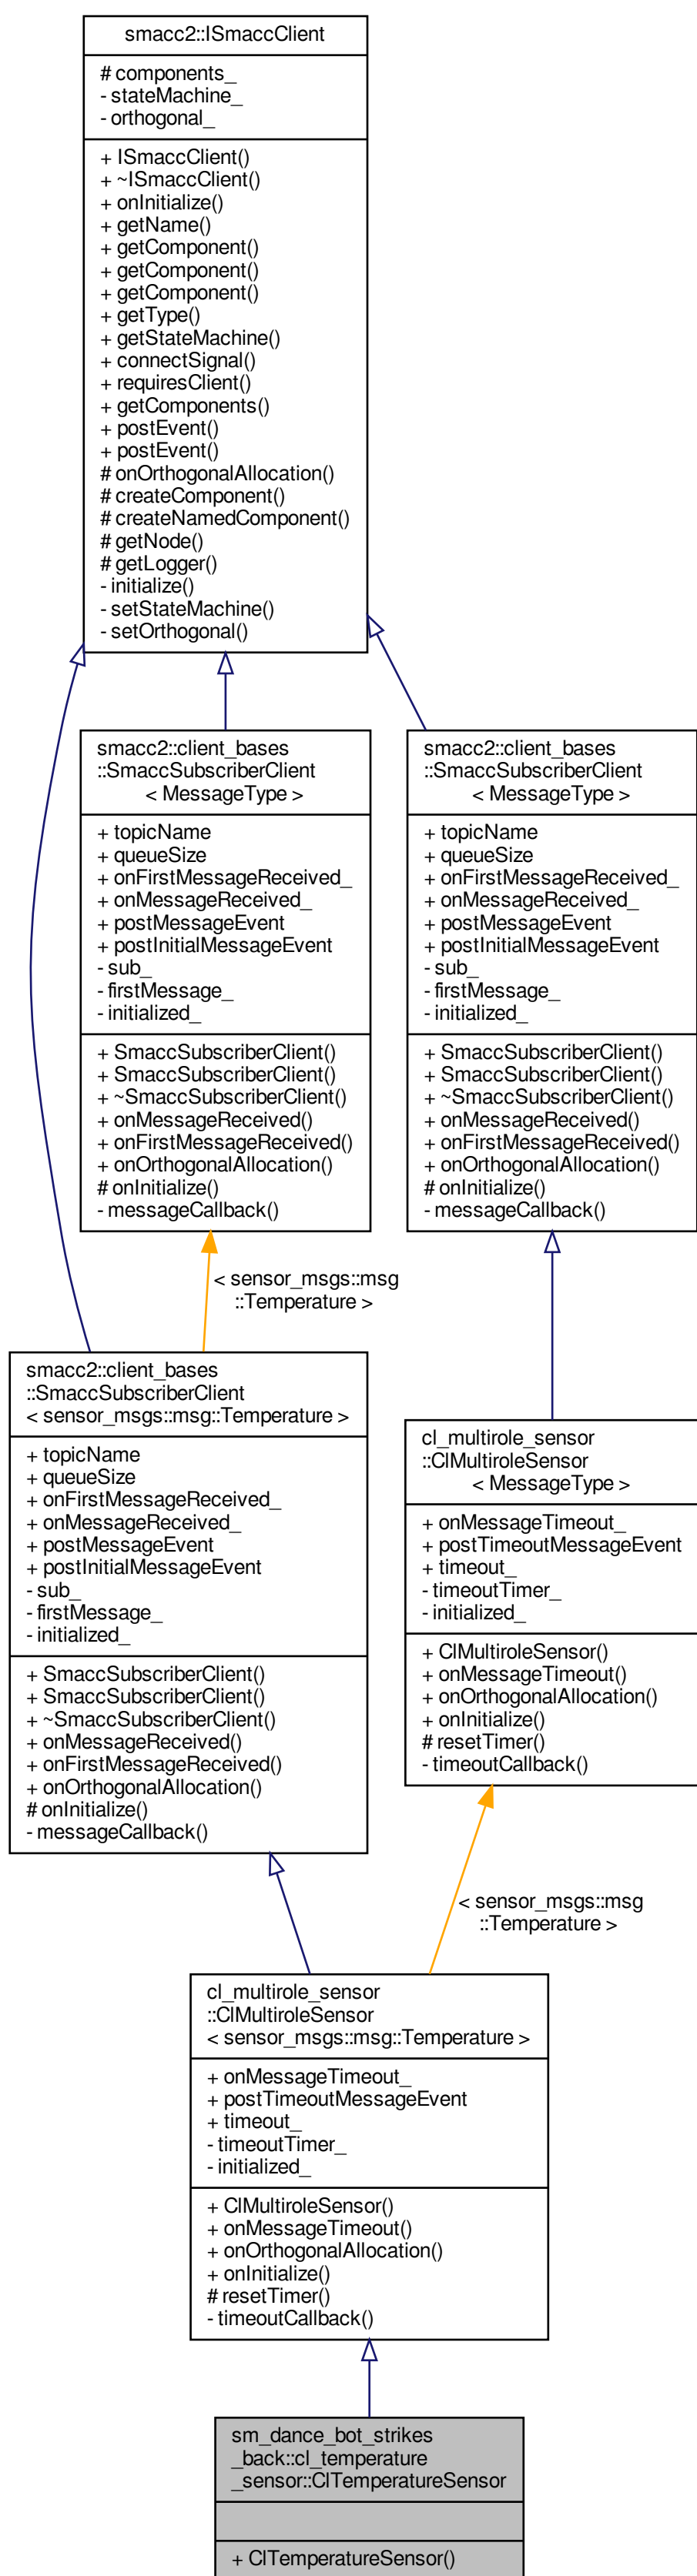 smacc2::ISmaccClient
# components_
- stateMachine_
- orthogonal_
+ ISmaccClient()
+ ~ISmaccClient()
+ onInitialize()
+ getName()
+ getComponent()
+ getComponent()
+ getComponent()
+ getType()
+ getStateMachine()
+ connectSignal()
+ requiresClient()
+ getComponents()
+ postEvent()
+ postEvent()
# onOrthogonalAllocation()
# createComponent()
# createNamedComponent()
# getNode()
# getLogger()
- initialize()
- setStateMachine()
- setOrthogonal()
smacc2::client_bases
::SmaccSubscriberClient
< MessageType >
+ topicName
+ queueSize
+ onFirstMessageReceived_
+ onMessageReceived_
+ postMessageEvent
+ postInitialMessageEvent
- sub_
- firstMessage_
- initialized_
+ SmaccSubscriberClient()
+ SmaccSubscriberClient()
+ ~SmaccSubscriberClient()
+ onMessageReceived()
+ onFirstMessageReceived()
+ onOrthogonalAllocation()
# onInitialize()
- messageCallback()
smacc2::client_bases
::SmaccSubscriberClient
< MessageType >
+ topicName
+ queueSize
+ onFirstMessageReceived_
+ onMessageReceived_
+ postMessageEvent
+ postInitialMessageEvent
- sub_
- firstMessage_
- initialized_
+ SmaccSubscriberClient()
+ SmaccSubscriberClient()
+ ~SmaccSubscriberClient()
+ onMessageReceived()
+ onFirstMessageReceived()
+ onOrthogonalAllocation()
# onInitialize()
- messageCallback()
< sensor_msgs::msg
::Temperature >
smacc2::client_bases
::SmaccSubscriberClient
< sensor_msgs::msg::Temperature >
+ topicName
+ queueSize
+ onFirstMessageReceived_
+ onMessageReceived_
+ postMessageEvent
+ postInitialMessageEvent
- sub_
- firstMessage_
- initialized_
+ SmaccSubscriberClient()
+ SmaccSubscriberClient()
+ ~SmaccSubscriberClient()
+ onMessageReceived()
+ onFirstMessageReceived()
+ onOrthogonalAllocation()
# onInitialize()
- messageCallback()
cl_multirole_sensor
::ClMultiroleSensor
< MessageType >
+ onMessageTimeout_
+ postTimeoutMessageEvent
+ timeout_
- timeoutTimer_
- initialized_
+ ClMultiroleSensor()
+ onMessageTimeout()
+ onOrthogonalAllocation()
+ onInitialize()
# resetTimer()
- timeoutCallback()
< sensor_msgs::msg
::Temperature >
cl_multirole_sensor
::ClMultiroleSensor
< sensor_msgs::msg::Temperature >
+ onMessageTimeout_
+ postTimeoutMessageEvent
+ timeout_
- timeoutTimer_
- initialized_
+ ClMultiroleSensor()
+ onMessageTimeout()
+ onOrthogonalAllocation()
+ onInitialize()
# resetTimer()
- timeoutCallback()
sm_dance_bot_strikes
_back::cl_temperature
_sensor::ClTemperatureSensor
+ ClTemperatureSensor()